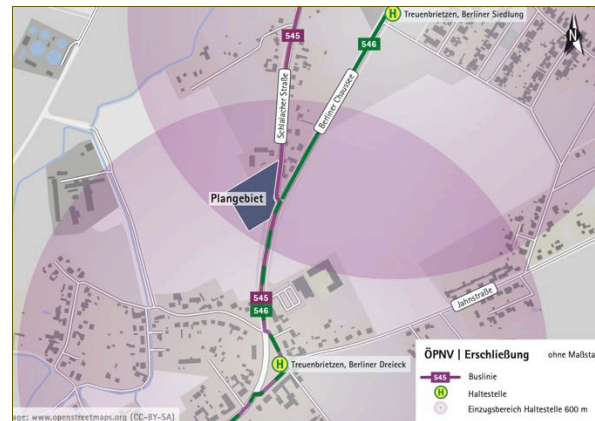 545
546
H Treuenbrietzen, Berliner Siedlung
N
Schlalacher Straße
Berliner Chaussee
Plangebiet
545
546
Jahnstraße
H Treuenbrietzen, Berliner Dreieck
ÖPNV | Erschließung ohne Maßsta
545 Buslinie
H Haltestelle
Einzugsbereich Haltestelle 600 m
age: www.openstreetmaps.org (CC-BY-SA)